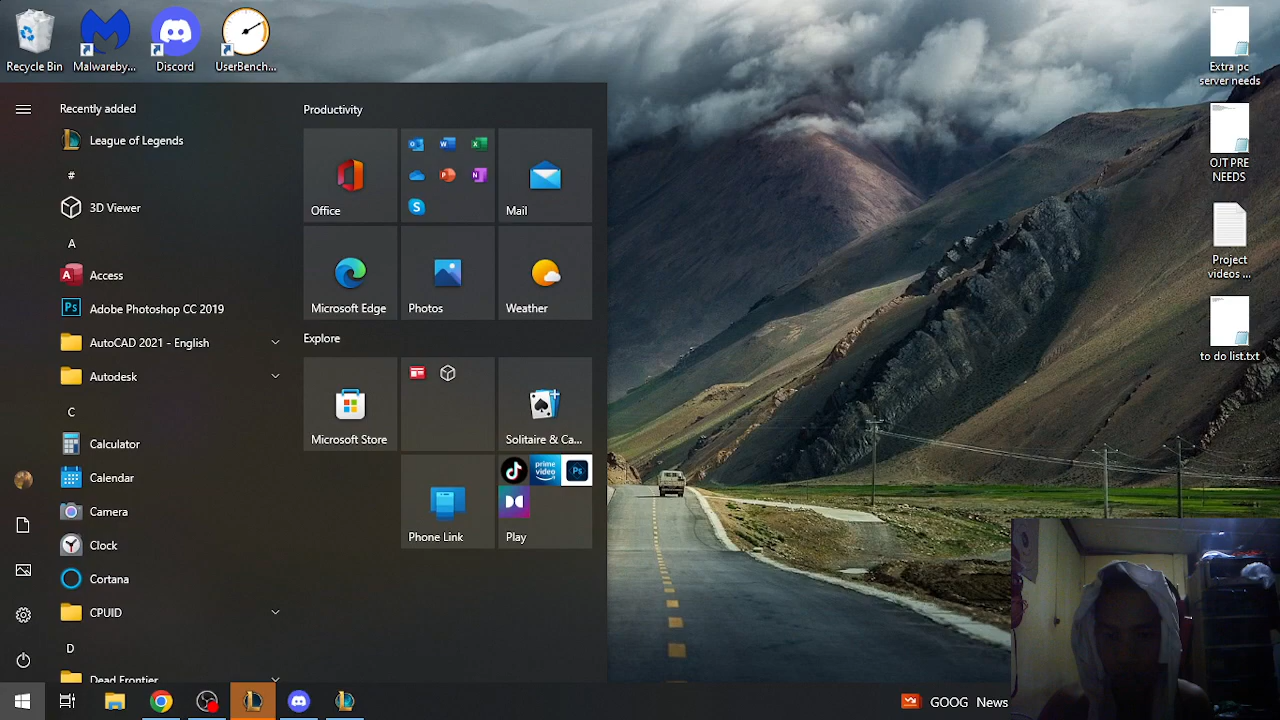 Recycle Bin
Malwareby...
Discord
UserBench...
Extra pc
server needs
OJT PRE
NEEDS
Project
videos ...
to do list.txt
Recently added
League of Legends
#
3D Viewer
A
Access
Adobe Photoshop CC 2019
AutoCAD 2021 - English
Autodesk
C
Calculator
Calendar
Camera
Clock
Cortana
CPUID
D
Dead Frontier
Productivity
Office
Mail
Microsoft Edge
Photos
Weather
Explore
Microsoft Store
Solitaire & Ca...
Phone Link
prime
video
Play
GOOG News